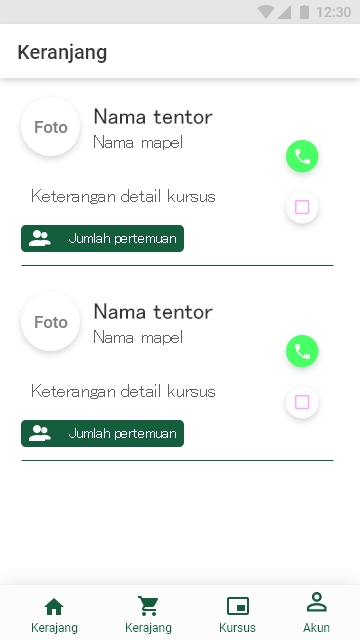 12:30
Keranjang
Foto
Nama tentor
Nama mapel
Keterangan detail kursus
Jumlah pertemuan
Foto
Nama tentor
Nama mapel
Keterangan detail kursus
Jumlah pertemuan
Kerajang Kerajang Kursus Akun